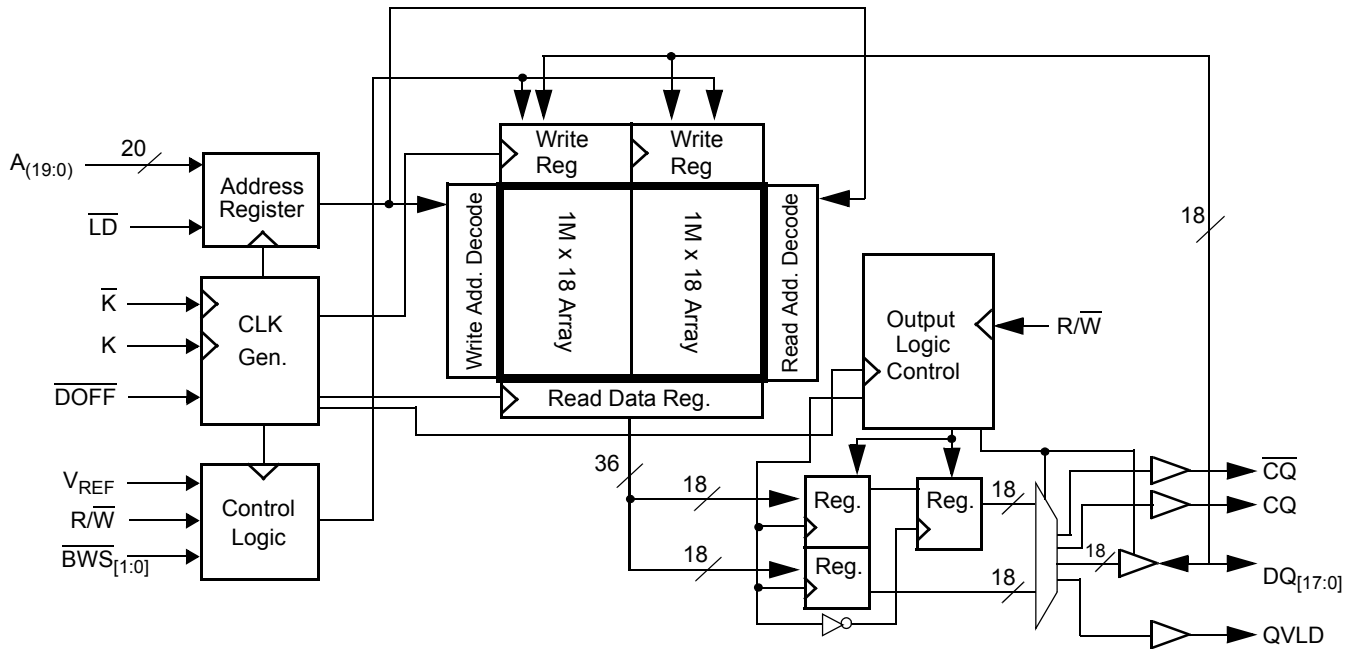 A(19:0)
20
LD
Address
Register
K
K
DOFF
CLK
Gen.
VREF
R/W
BWS[1:0]
Control
Logic
Write
Reg
Write
Reg
Write Add. Decode
1M x 18 Array
1M x 18 Array
Read Add. Decode
Read Data Reg.
36
18
18
Output
Logic
Control
R/W
18
Reg.
Reg.
Reg.
18
18
18
CQ
CQ
DQ[17:0]
QVLD